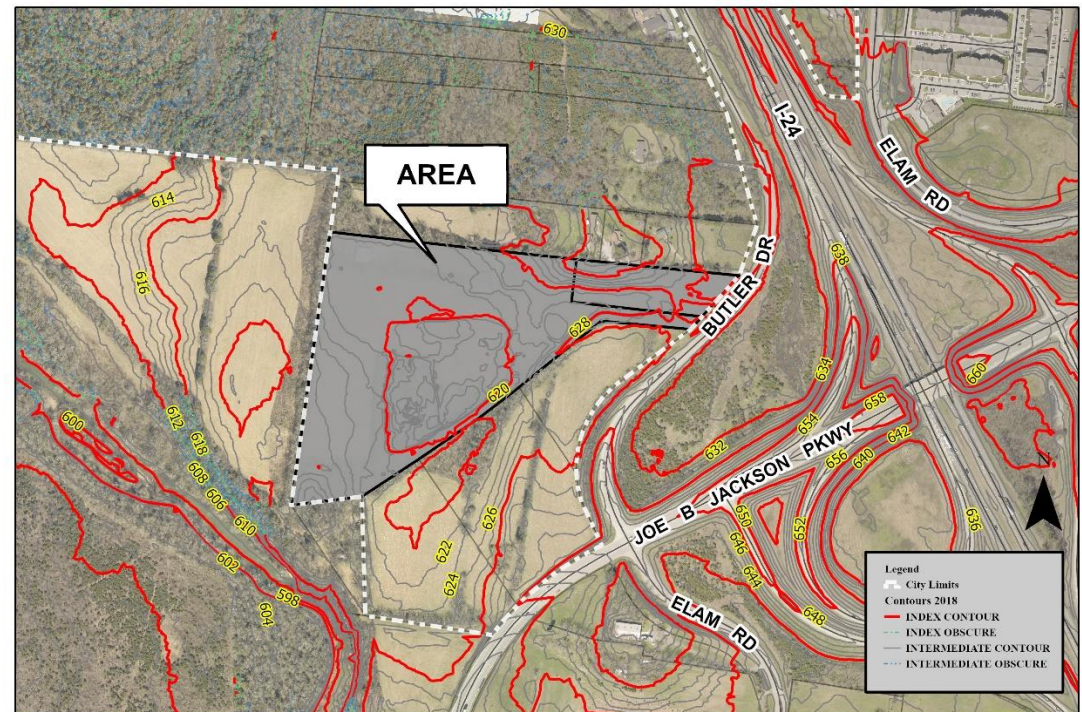 630
I-24
ELAM RD
AREA
614
616
638
BUTLER DR
628
620
634
660
658
654
632
JOE B JACKSON PKWY
642
656
640
600
612
618
608
606
610
626
650
652
636
646
622
624
644
648
602
598
604
ELAM RD
N
Legend
City Limits
Contours 2018
INDEX CONTOUR
INDEX OBSCURE
INTERMEDIATE CONTOUR
INTERMEDIATE OBSCURE